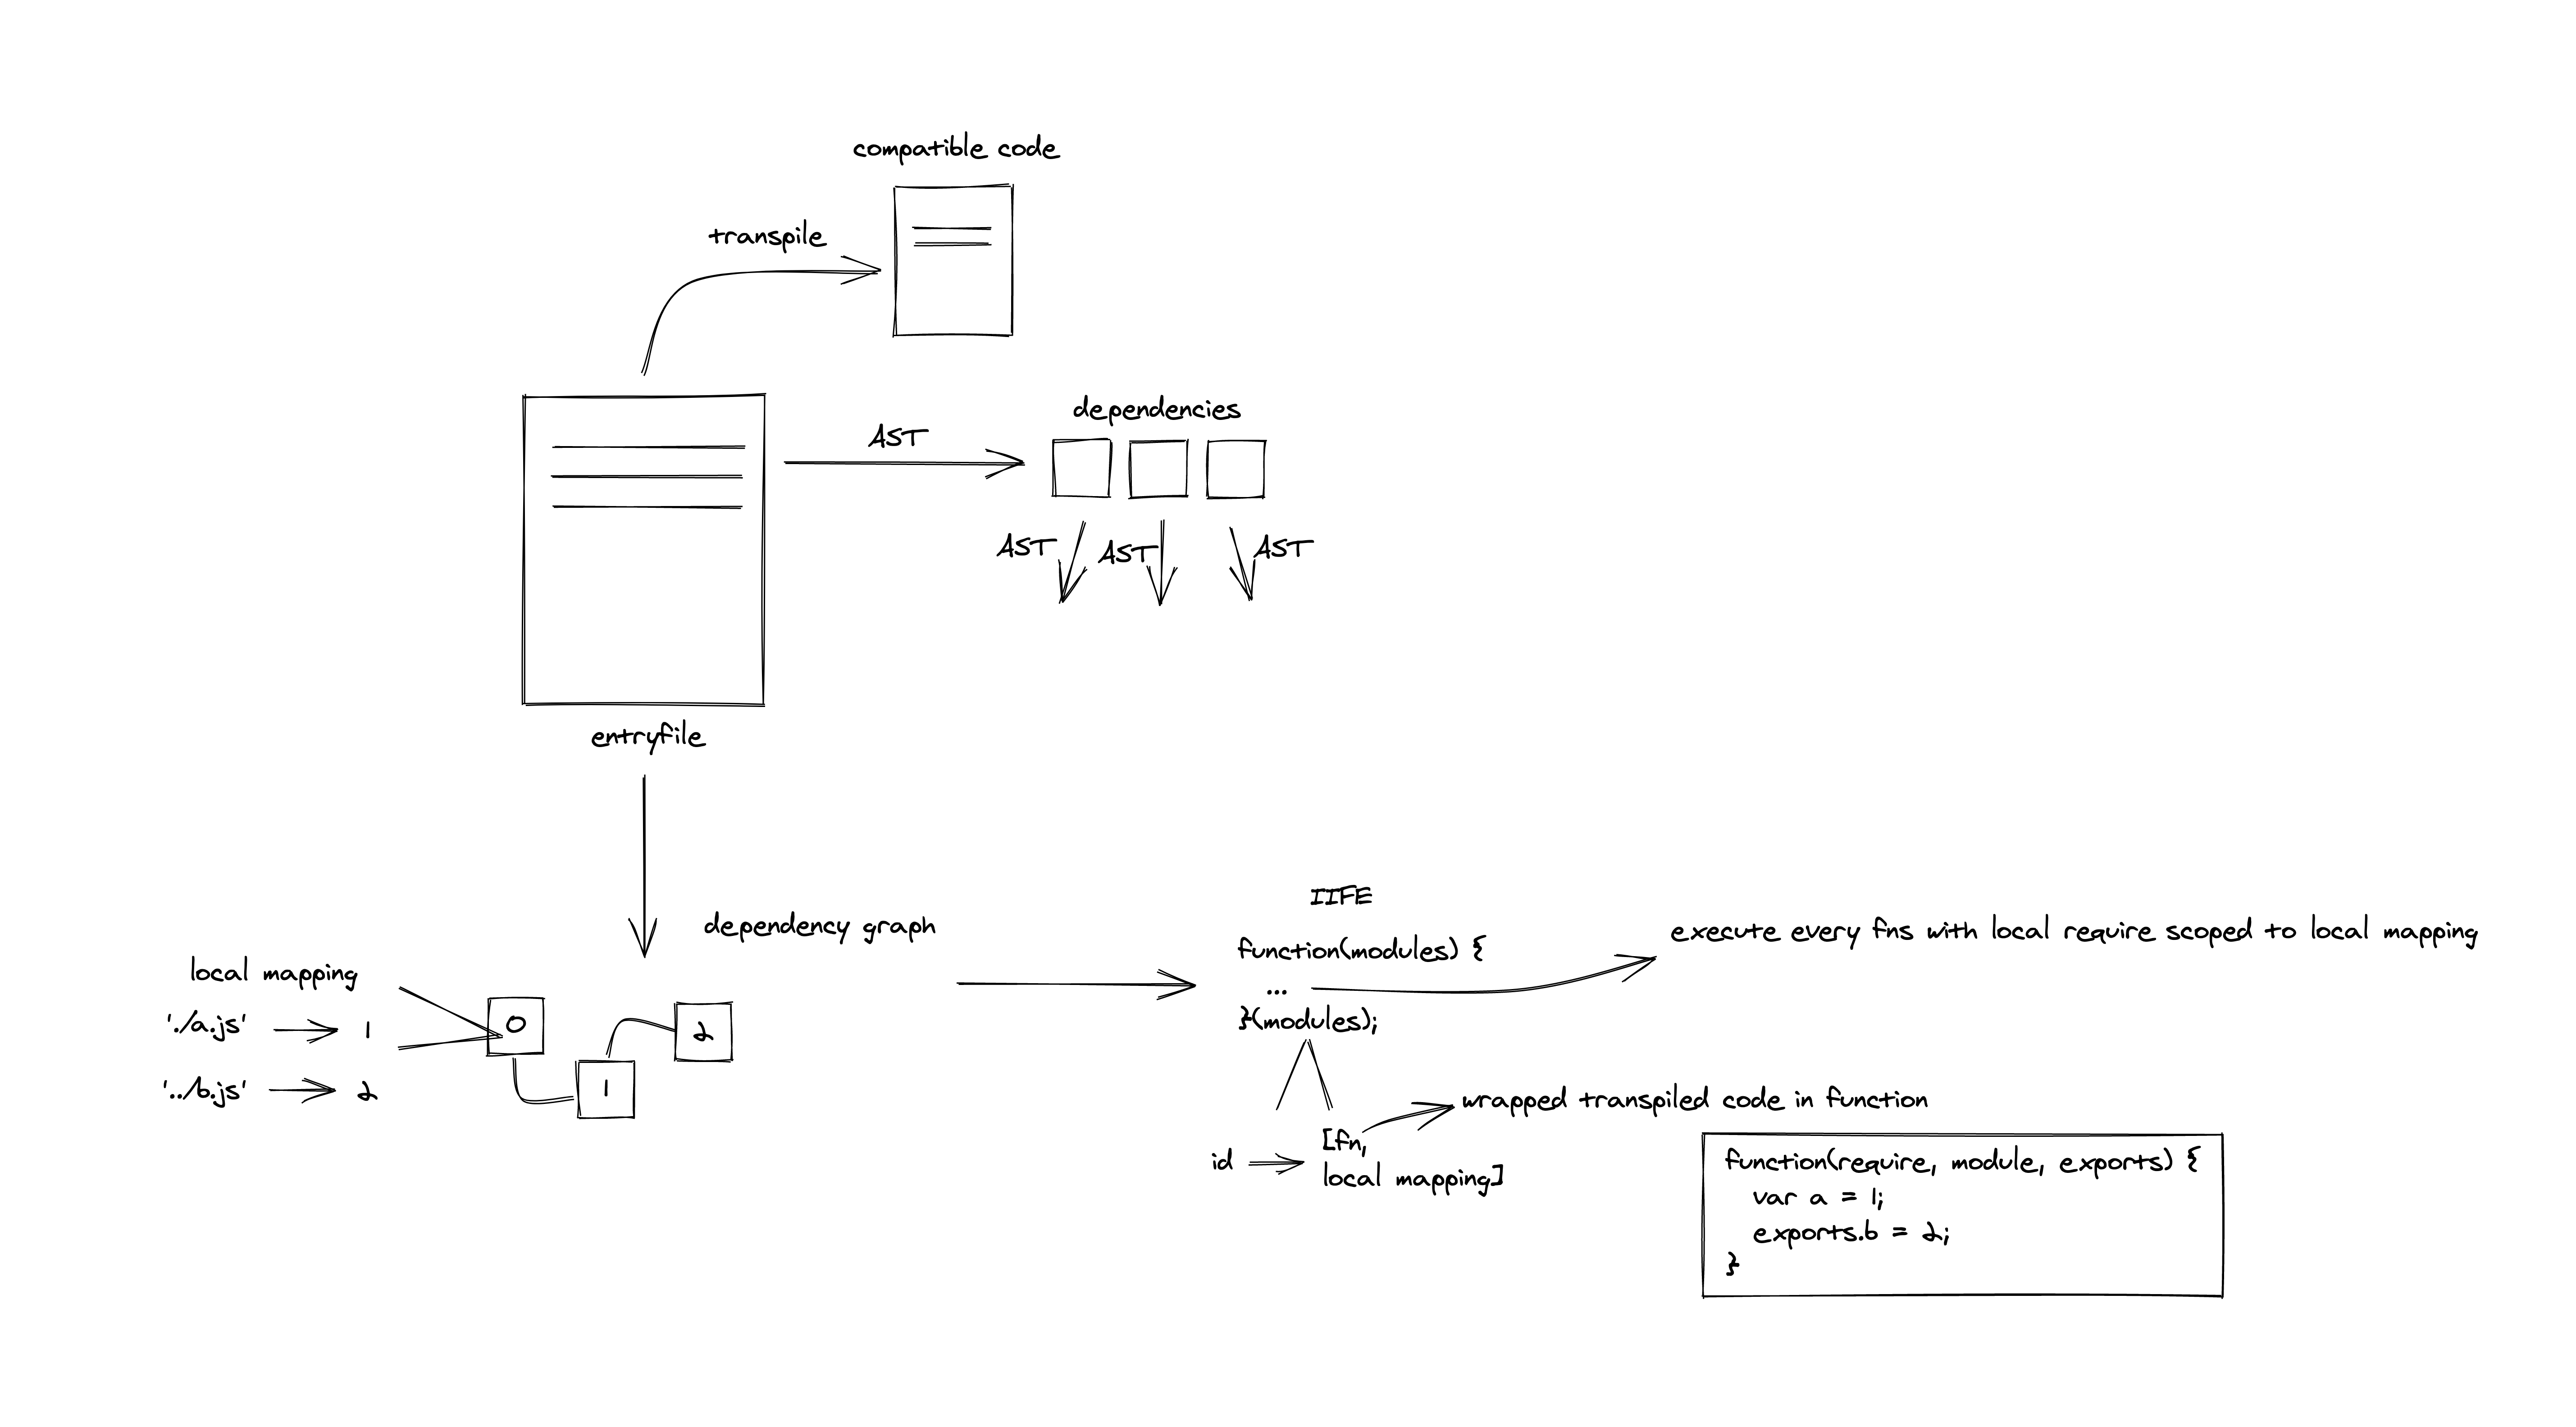 compatible code
transpile
dependencies
AST
AST
AST
AST
entryfile
dependency graph
local mapping
'./a.js' 1
'../b.js' 2
0
1
2
IIFE
function(modules) {
...
}(modules);
execute every fns with local require scoped to local mapping
id
[fn,
local mapping]
wrapped transpiled code in function
function(require, module, exports) {
var a = 1;
exports.b = 2;
}